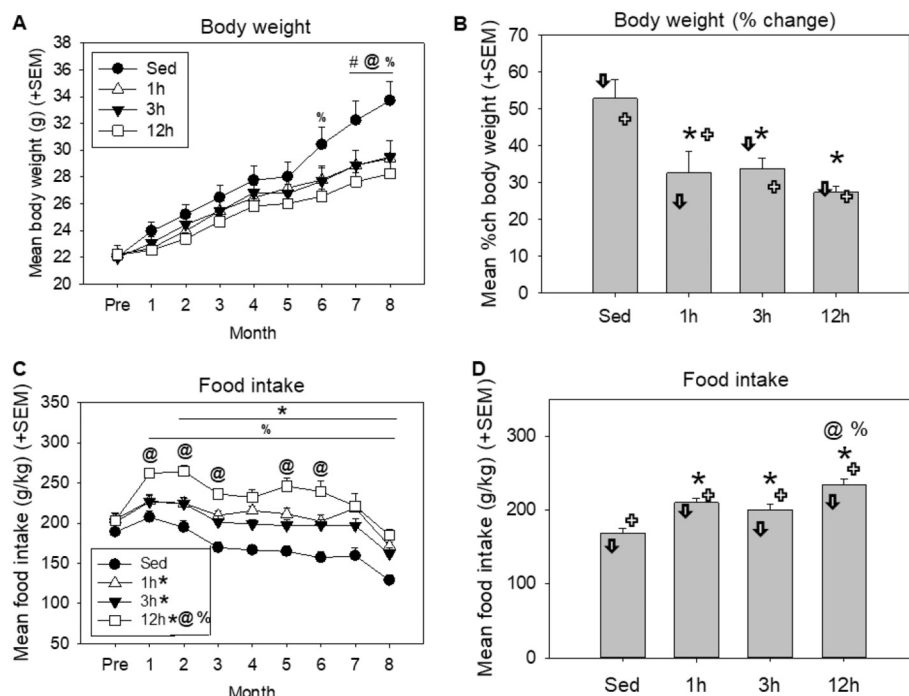 A
Body weight
Mean body weight (g) (+SEM)
38
36
34
32
30
28
26
24
22
Sed
1h
3h
12h
%
# @ %
Pre 1 2 3 4 5 6 7 8
Month
B
Body weight (% change)
Mean %ch body weight (+SEM)
70
60
50
40
30
20
10
0
* * *
Sed 1h 3h 12h
C
Food intake
Mean food intake (g/kg) (+SEM)
300
250
200
150
100
50
*
%
@ @ @ @ @
Sed
1h*
3h*
12h*@ %
Pre 1 2 3 4 5 6 7 8
Month
D
Food intake
Mean food intake (g/kg) (+SEM)
300
200
100
0
@ %
* * *
Sed 1h 3h 12h